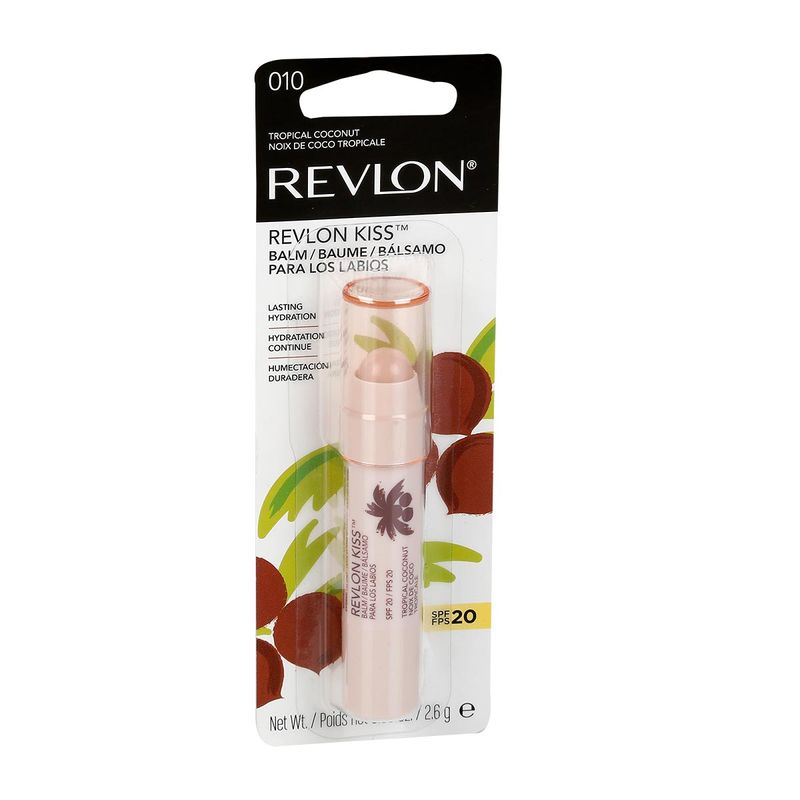 010
TROPICAL COCONUT
NOIX DE COCO TROPICALE
REVLON®
REVLON KISS™
BALM / BAUME / BÁLSAMO
PARA LOS LABIOS
LASTING
HYDRATION
HYDRATATION
CONTINUE
HUMECTACIÓN
DURADERA
REVLON KISS™
BALM / BAUME / BÁLSAMO
PARA LOS LABIOS
SPF 20 / FPS 20
TROPICAL COCONUT
NOIX DE COCO
TROPICALE
SPF
FPS 20
Net Wt. / Poids / 2.6 g ℮